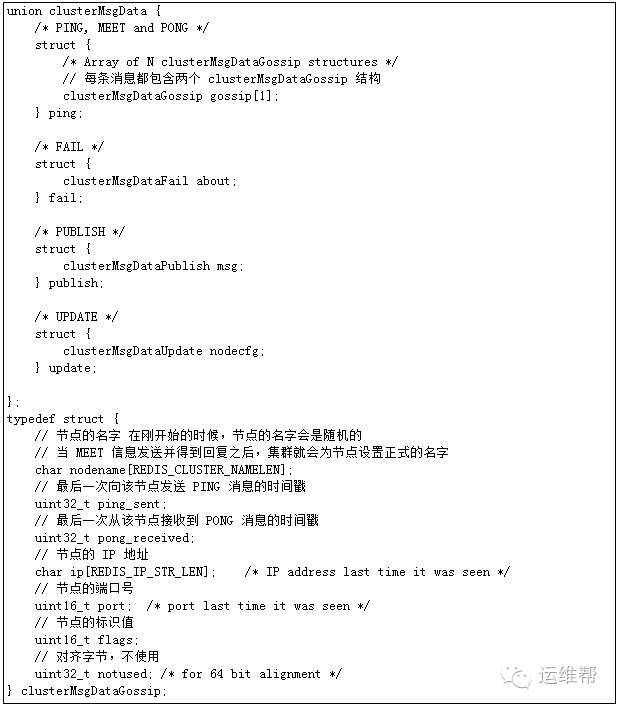 union clusterMsgData {
    /* PING, MEET and PONG */
    struct {
        /* Array of N clusterMsgDataGossip structures */
        // 每条消息都包含两个 clusterMsgDataGossip 结构
        clusterMsgDataGossip gossip[1];
    } ping;

    /* FAIL */
    struct {
        clusterMsgDataFail about;
    } fail;

    /* PUBLISH */
    struct {
        clusterMsgDataPublish msg;
    } publish;

    /* UPDATE */
    struct {
        clusterMsgDataUpdate nodecfg;
    } update;

};
typedef struct {
    // 节点的名字 在刚开始的时候，节点的名字会是随机的
    // 当 MEET 信息发送并得到回复之后，集群就会为节点设置正式的名字
    char nodename[REDIS_CLUSTER_NAMELEN];
    // 最后一次向该节点发送 PING 消息的时间戳
    uint32_t ping_sent;
    // 最后一次从该节点接收到 PONG 消息的时间戳
    uint32_t pong_received;
    // 节点的 IP 地址
    char ip[REDIS_IP_STR_LEN];    /* IP address last time it was seen */
    // 节点的端口号
    uint16_t port;  /* port last time it was seen */
    // 节点的标识值
    uint16_t flags;
    // 对齐字节，不使用
    uint32_t notused; /* for 64 bit alignment */
} clusterMsgDataGossip;
运维帮